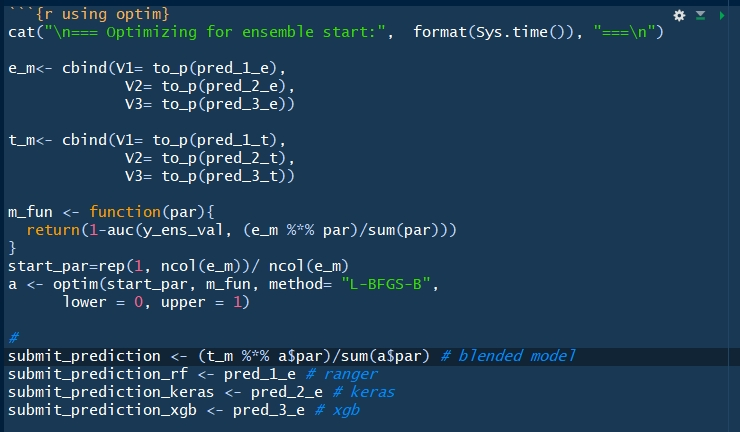 ```{r using optim}
cat("\n=== Optimizing for ensemble start:",  format(Sys.time()), "===\n")
e_m<- cbind(V1= to_p(pred_1_e),
V2= to_p(pred_2_e),
V3= to_p(pred_3_e))
t_m<- cbind(V1= to_p(pred_1_t),
V2= to_p(pred_2_t),
V3= to_p(pred_3_t))
m_fun <- function(par){
return(1-auc(y_ens_val, (e_m %*% par)/sum(par)))
}
start_par=rep(1, ncol(e_m))/ ncol(e_m)
a <- optim(start_par, m_fun, method= "L-BFGS-B",
lower = 0, upper = 1)
#
submit_prediction <- (t_m %*% a$par)/sum(a$par) # blended model
submit_prediction_rf <- pred_1_e # ranger
submit_prediction_keras <- pred_2_e # keras
submit_prediction_xgb <- pred_3_e # xgb